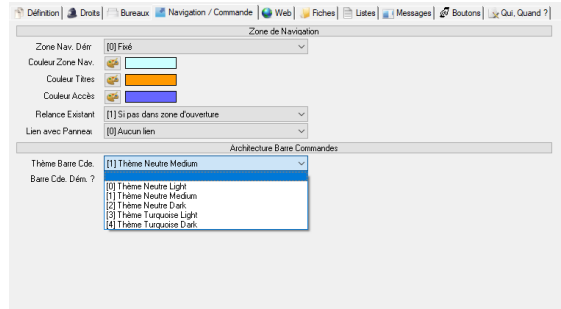 Définition Droits Bureaux Navigation / Commande Web Fiches Listes Messages Boutons Qui, Quand ?
Zone de Navigation
Zone Nav. Dém [0] Fixé
Couleur Zone Nav.
Couleur Titres
Couleur Accès
Relance Existant [1] Si pas dans zone d'ouverture
Lien avec Panneau [0] Aucun lien
Architecture Barre Commandes
Thème Barre Cde. [1] Thème Neutre Medium
Barre Cde. Dém. ?
[0] Thème Neutre Light
[1] Thème Neutre Medium
[2] Thème Neutre Dark
[3] Thème Turquoise Light
[4] Thème Turquoise Dark